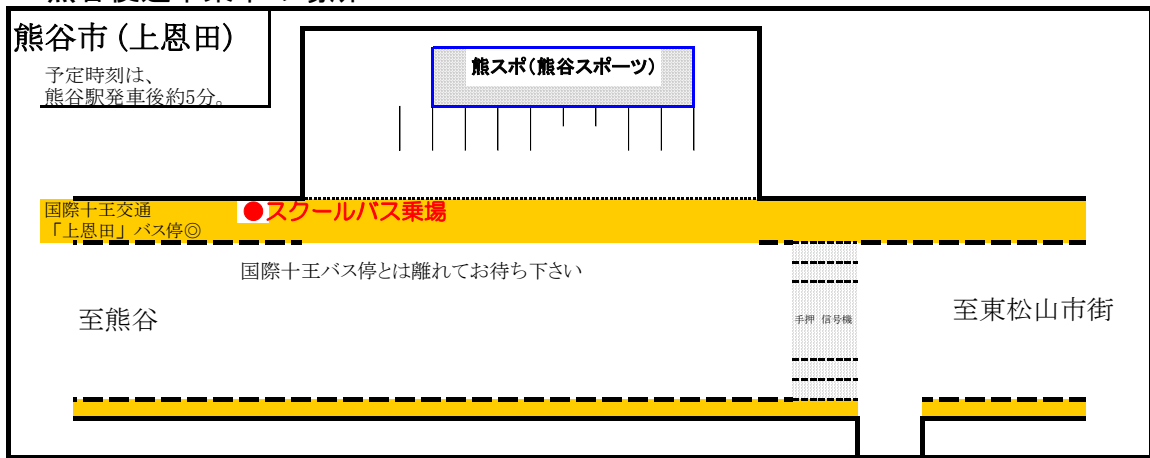 熊谷市(上恩田)
予定時刻は、
熊谷駅発車後約5分。
熊スポ(熊谷スポーツ)
国際十王交通
「上恩田」バス停◎
●スクールバス乗場
国際十王バス停とは離れてお待ち下さい
至熊谷
手押 信号機
至東松山市街